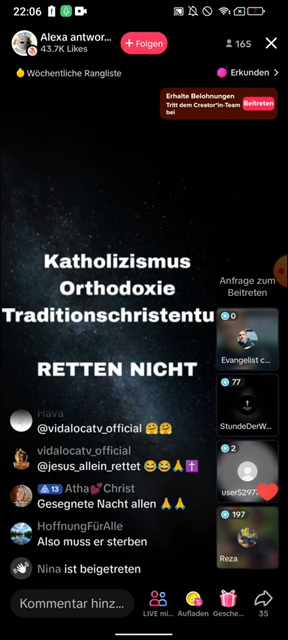 22:06
Alexa antwor...
43.7K Likes
+ Folgen
165
Wöchentliche Rangliste
Erkunden >
Erhalte Belohnungen
Tritt dem Creator*in-Team bei
Beitreten
Katholizismus
Orthodoxie
Traditionschristentu
RETTEN NICHT
Anfrage zum
Beitreten
0
Evangelist c...
77
StundeDerW...
2
user5297
197
Reza
Hava
@vidalocatv_official 🤗🤗
vidalocatv_official
@jesus_allein_rettet 😂😂🙏✝️
13 Atha💕Christ
Gesegnete Nacht allen 🙏🙏
HoffnungFürAlle
Also muss er sterben
Nina ist beigetreten
Kommentar hinz...
LIVE mi...
Aufladen
Gesche...
35